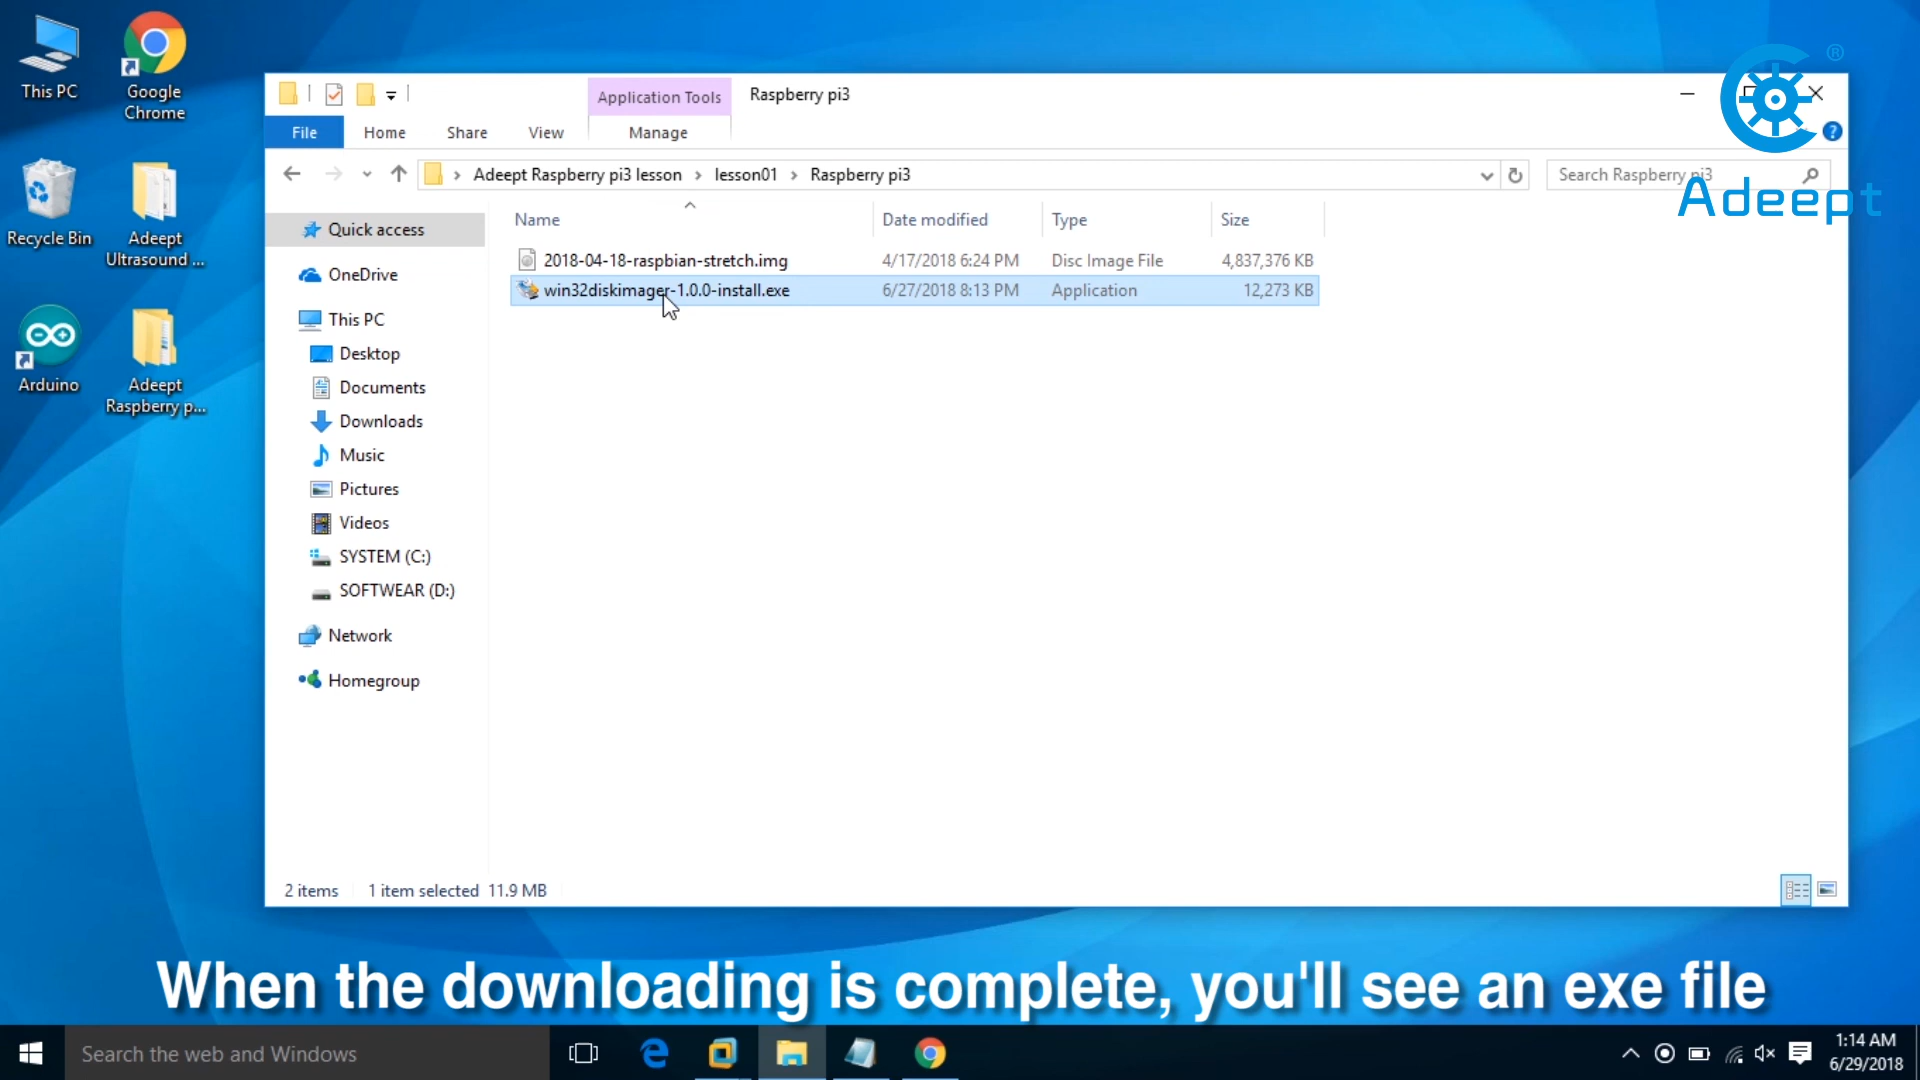 This PC
Google
Chrome
Recycle Bin
Adeept
Ultrasound ...
Arduino
Adeept
Raspberry p...
Application Tools
Raspberry pi3
File
Home
Share
View
Manage
Adeept Raspberry pi3 lesson
lesson01
Raspberry pi3
Search Raspberry pi3
®
Adeept
Name
Date modified
Type
Size
2018-04-18-raspbian-stretch.img
4/17/2018 6:24 PM
Disc Image File
4,837,376 KB
win32diskimager-1.0.0-install.exe
6/27/2018 8:13 PM
Application
12,273 KB
Quick access
OneDrive
This PC
Desktop
Documents
Downloads
Music
Pictures
Videos
SYSTEM (C:)
SOFTWEAR (D:)
Network
Homegroup
2 items
1 item selected 11.9 MB
When the downloading is complete, you'll see an exe file
Search the web and Windows
1:14 AM
6/29/2018